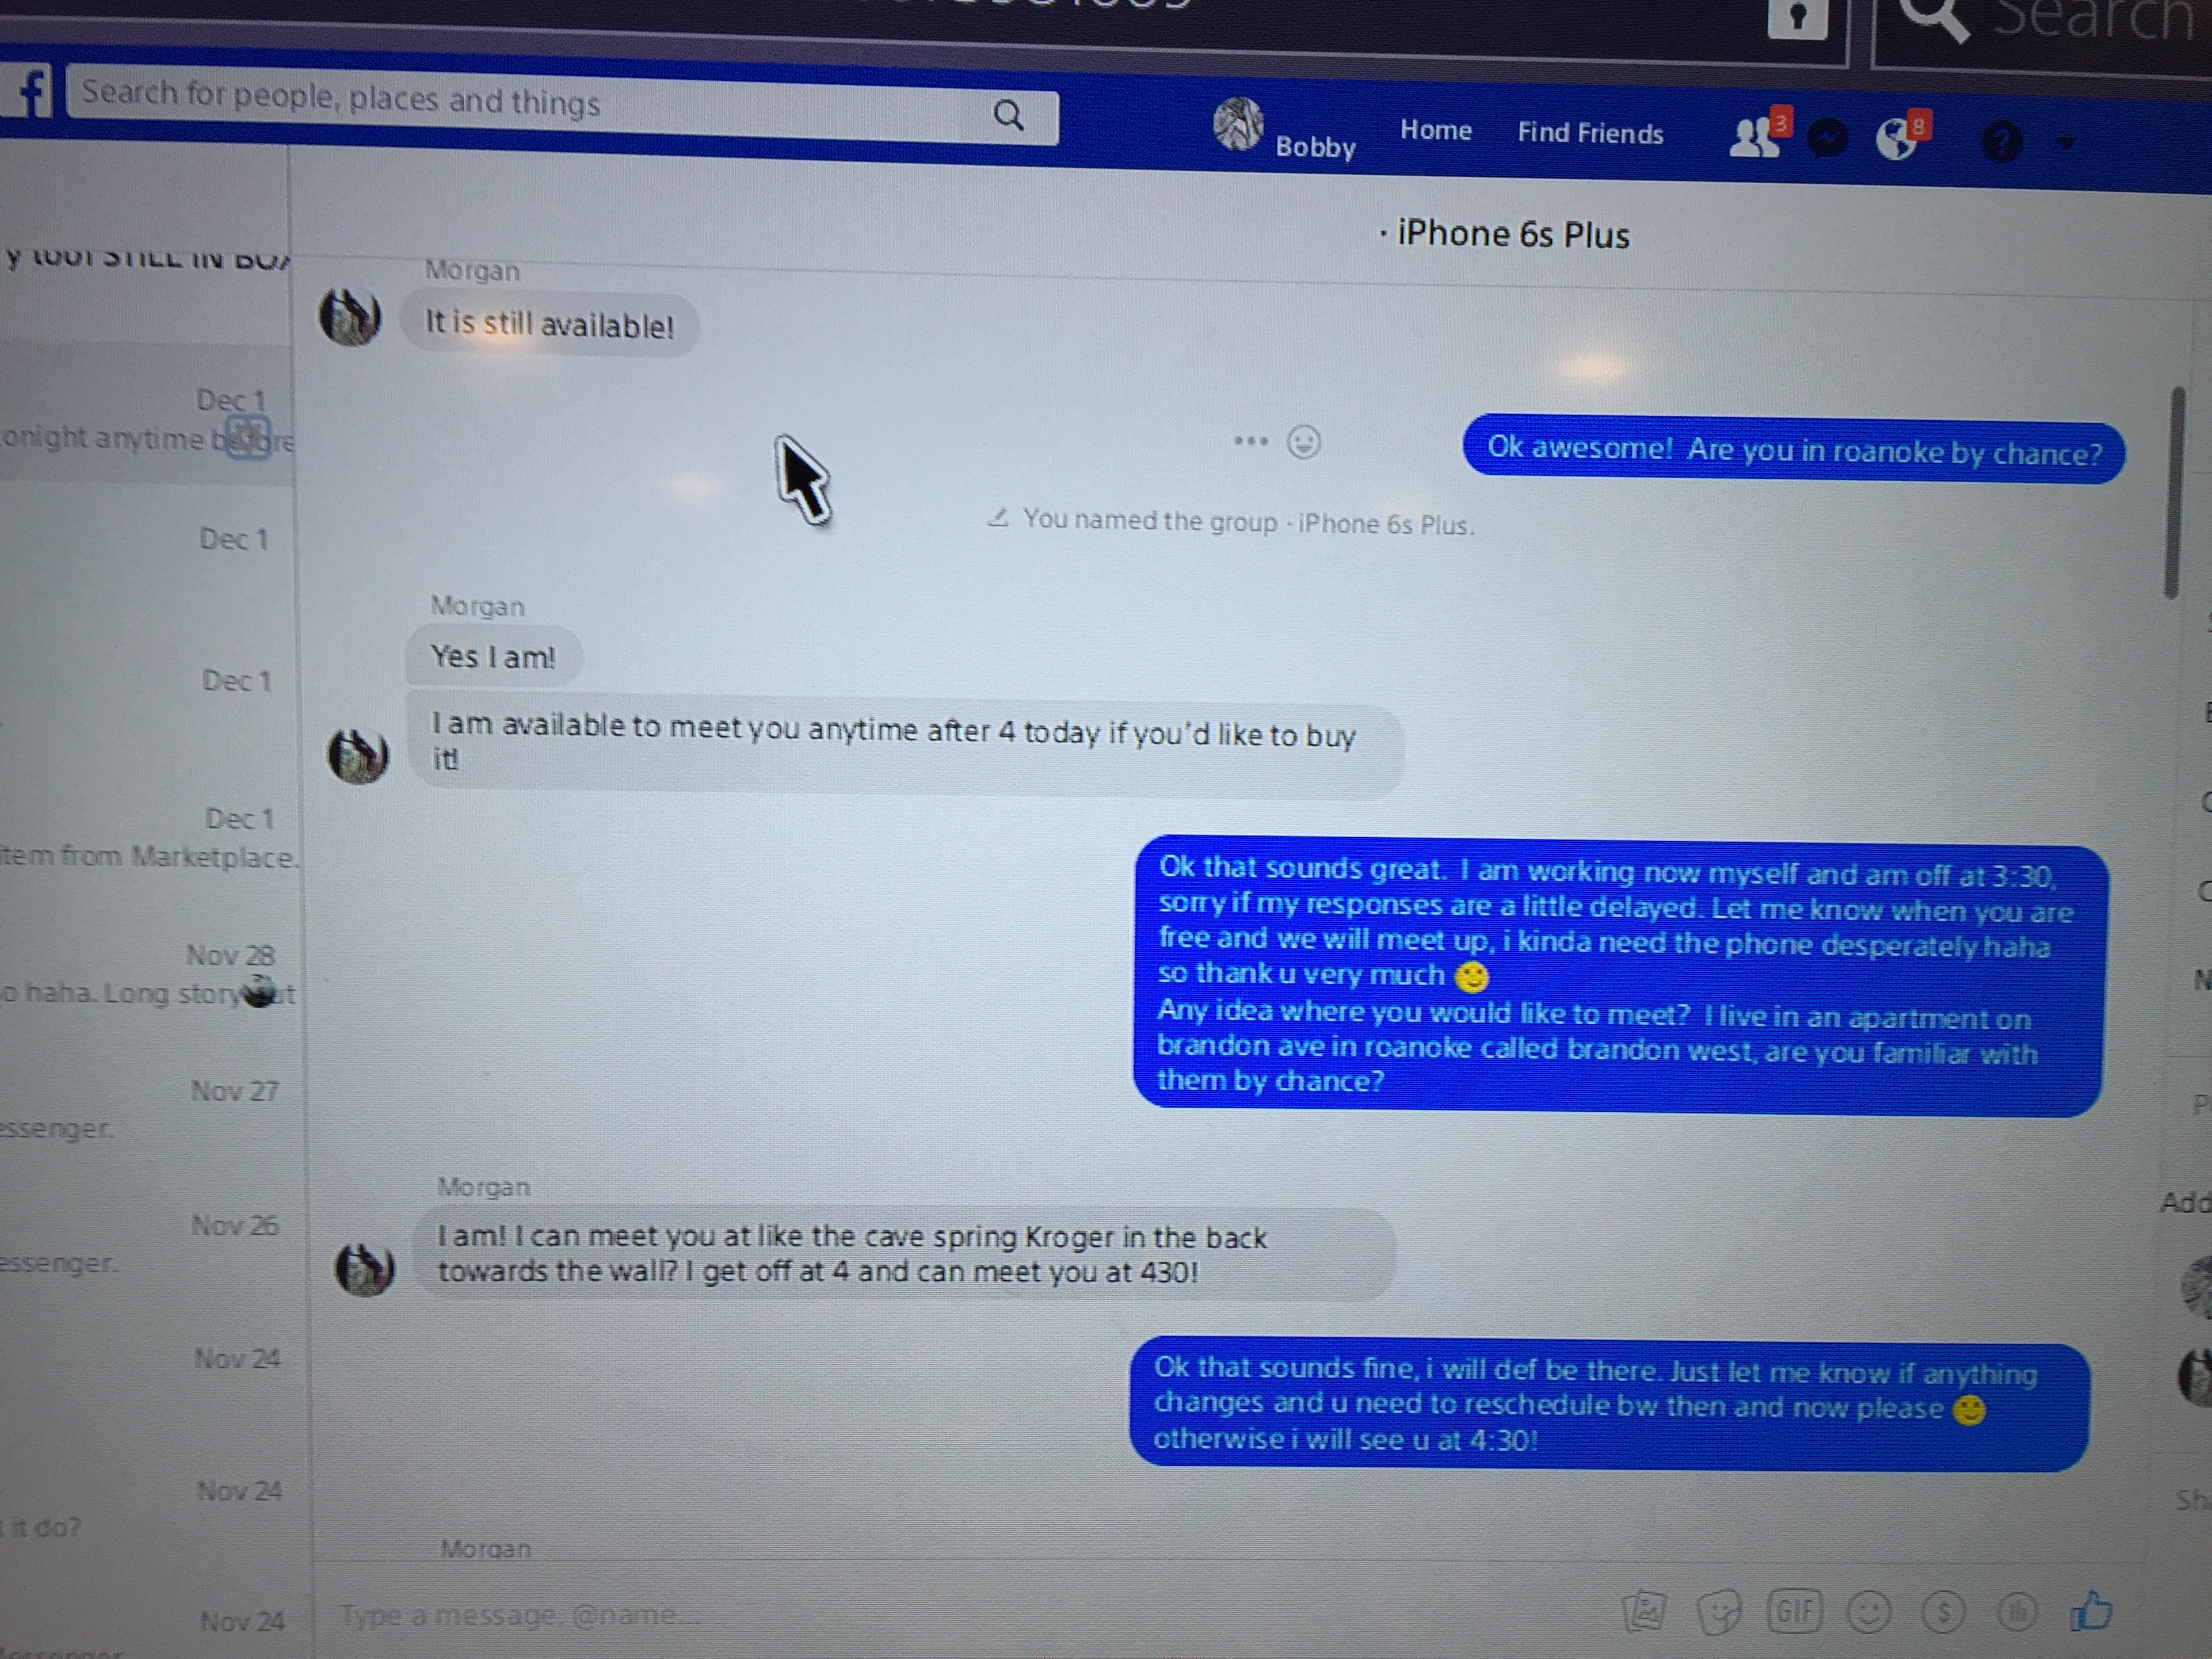 Search
f
Search for people, places and things
Bobby
Home
Find Friends
3
8
?
· iPhone 6s Plus
STILL IN
Morgan
It is still available!
Dec 1
onight anytime
Ok awesome! Are you in roanoke by chance?
You named the group · iPhone 6s Plus.
Dec 1
Morgan
Yes I am!
Dec 1
I am available to meet you anytime after 4 today if you'd like to buy
it!
Dec 1
item from Marketplace.
Ok that sounds great. I am working now myself and am off at 3:30,
sorry if my responses are a little delayed. Let me know when you are
free and we will meet up, i kinda need the phone desperately haha
so thank u very much 🙂
Any idea where you would like to meet? I live in an apartment on
brandon ave in roanoke called brandon west, are you familiar with
them by chance?
Nov 28
o haha. Long story
Nov 27
essenger.
Morgan
I am! I can meet you at like the cave spring Kroger in the back
towards the wall? I get off at 4 and can meet you at 430!
Nov 26
essenger.
Add
Nov 24
Ok that sounds fine, i will def be there. Just let me know if anything
changes and u need to reschedule bw then and now please 🙂
otherwise i will see u at 4:30!
Nov 24
t it do?
Sha
Morgan
Nov 24
Type a message, @name...
GIF
$